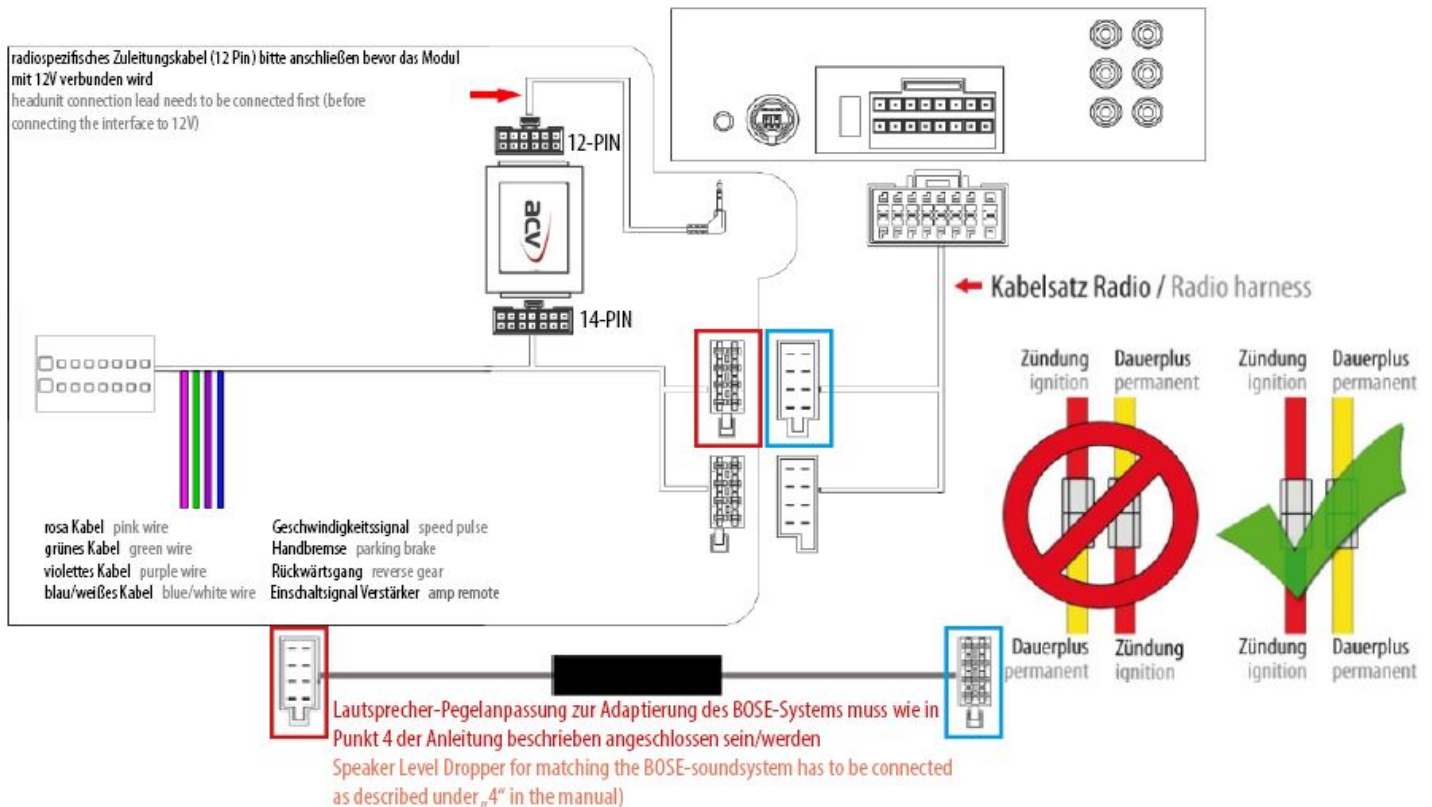 radiospezifisches Zuleitungskabel (12 Pin) bitte anschließen bevor das Modul
mit 12V verbunden wird
headunit connection lead needs to be connected first (before
connecting the interface to 12V)
12-PIN
acv
14-PIN
Kabelsatz Radio / Radio harness
Zündung Dauerplus Zündung Dauerplus
ignition permanent ignition permanent
rosa Kabel pink wire Geschwindigkeitssignal speed pulse
grünes Kabel green wire Handbremse parking brake
violettes Kabel purple wire Rückwärtsgang reverse gear
blau/weißes Kabel blue/white wire Einschaltsignal Verstärker amp remote
Dauerplus Zündung Zündung Dauerplus
permanent ignition ignition permanent
Lautsprecher-Pegelanpassung zur Adaptierung des BOSE-Systems muss wie in
Punkt 4 der Anleitung beschrieben angeschlossen sein/werden
Speaker Level Dropper for matching the BOSE-soundsystem has to be connected
as described under „4“ in the manual)